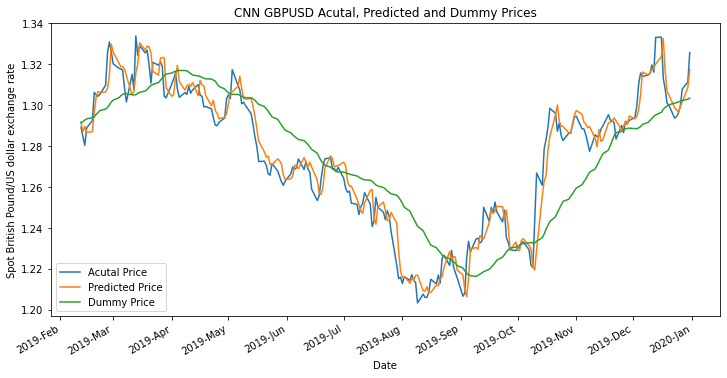 CNN GBPUSD Acutal, Predicted and Dummy Prices
Spot British Pound/US dollar exchange rate
1.34
1.32
1.30
1.28
1.26
1.24
1.22
1.20
Acutal Price
Predicted Price
Dummy Price
2019-Feb
2019-Mar
2019-Apr
2019-May
2019-Jun
2019-Jul
2019-Aug
2019-Sep
2019-Oct
2019-Nov
2019-Dec
2020-Jan
Date